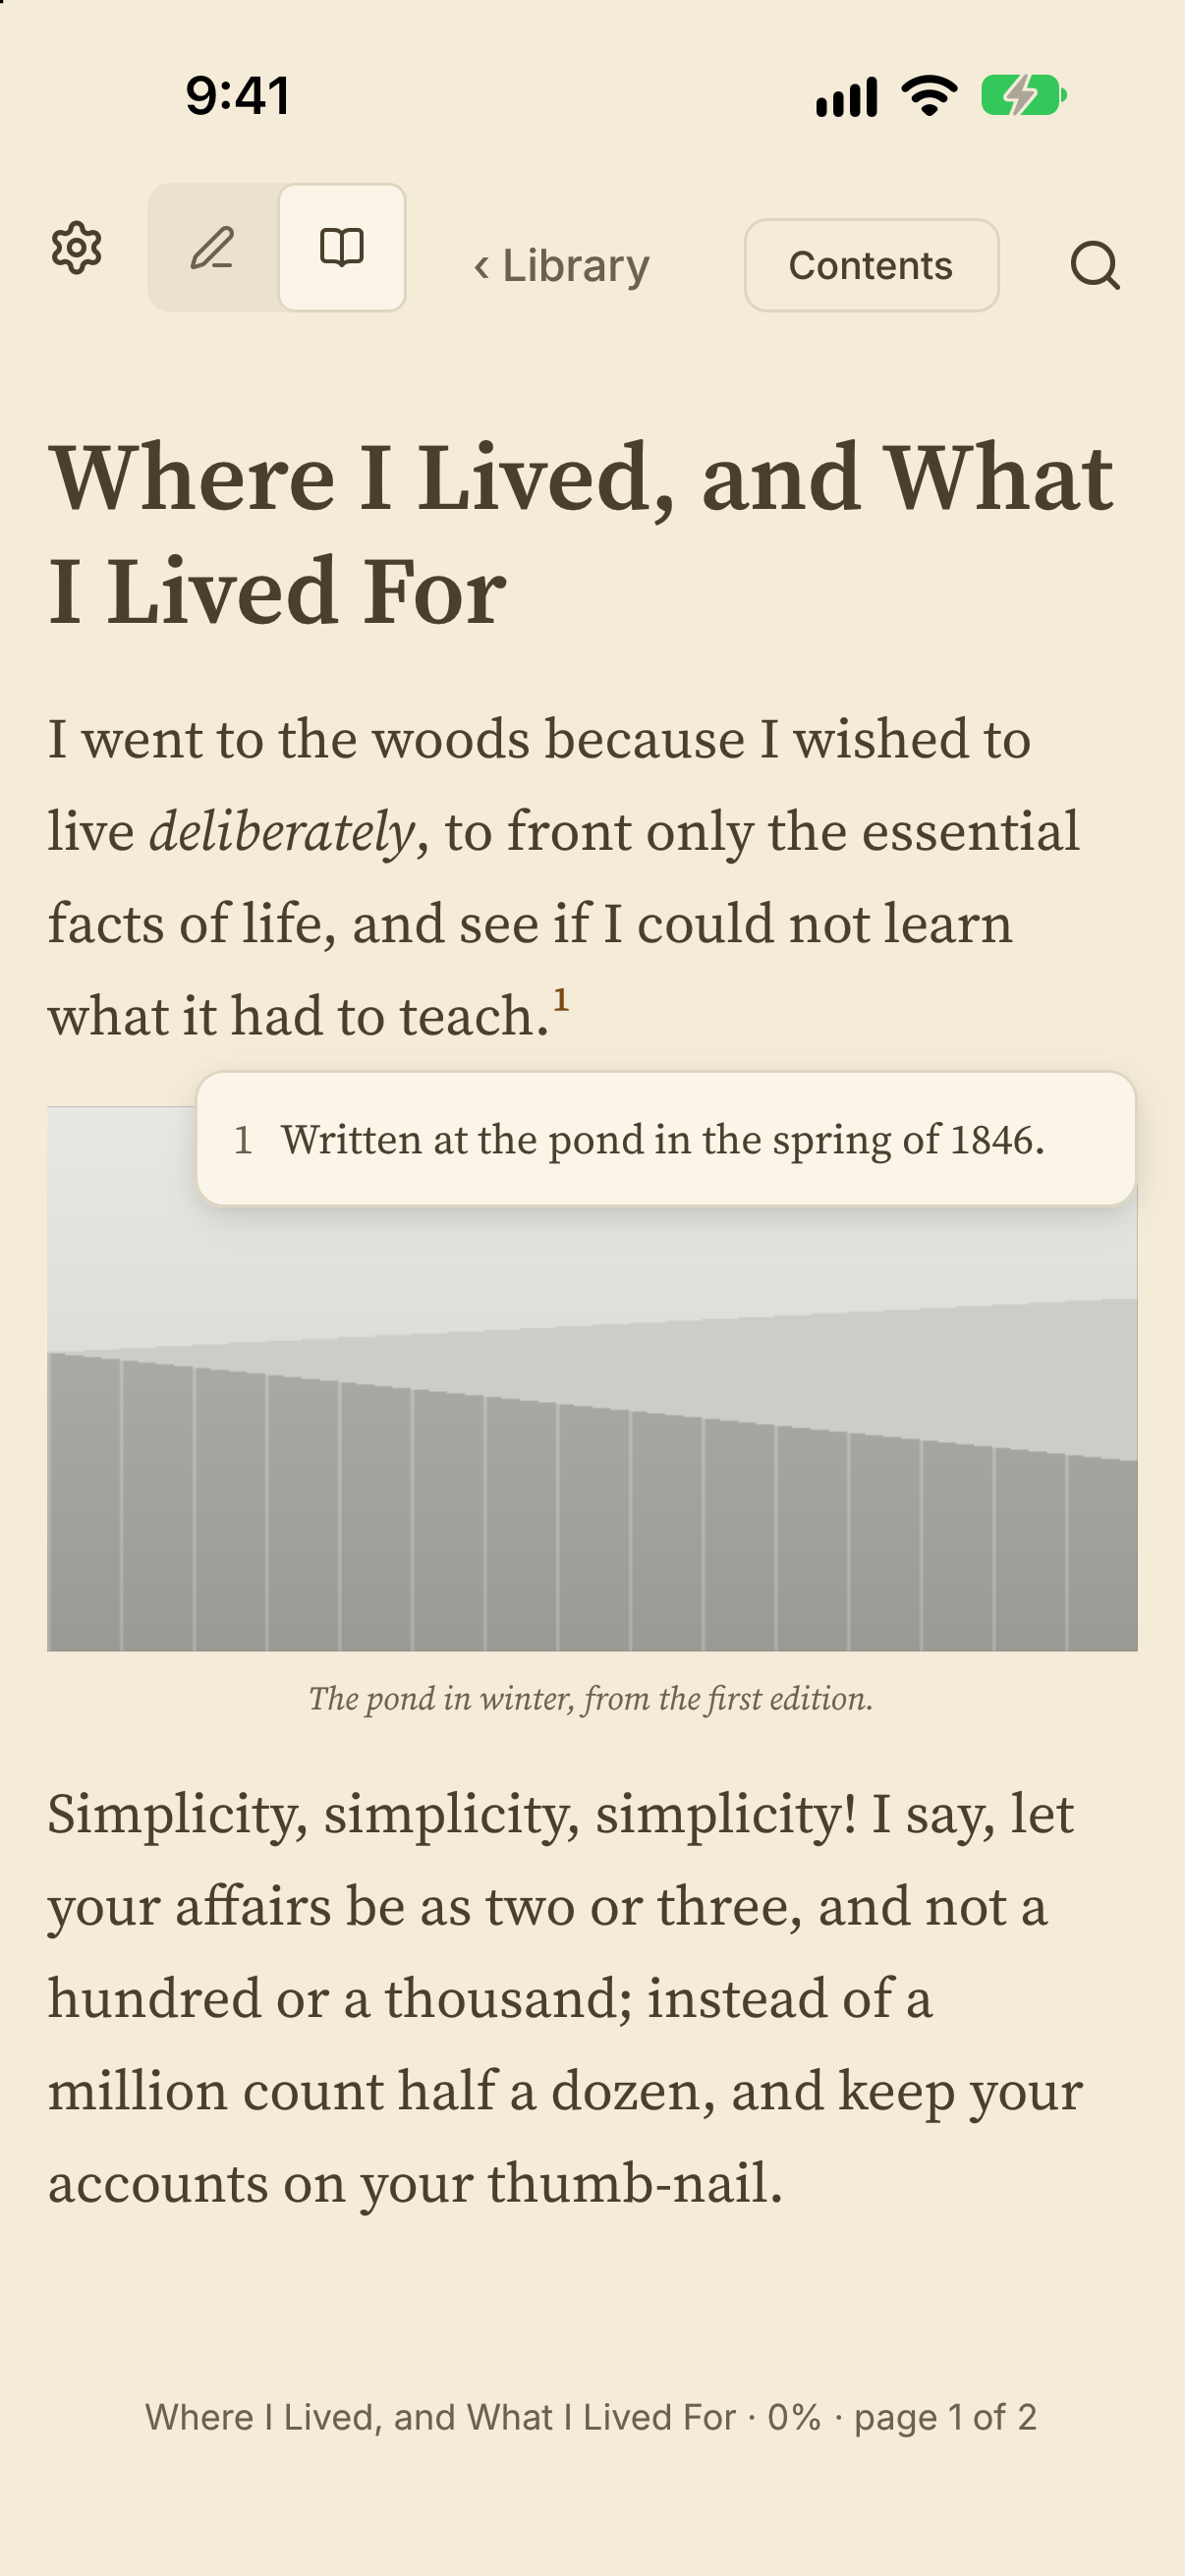 9:41
‹ Library
Contents
Where I Lived, and What
I Lived For
I went to the woods because I wished to
live deliberately, to front only the essential
facts of life, and see if I could not learn
what it had to teach.1
1 Written at the pond in the spring of 1846.
The pond in winter, from the first edition.
Simplicity, simplicity, simplicity! I say, let
your affairs be as two or three, and not a
hundred or a thousand; instead of a
million count half a dozen, and keep your
accounts on your thumb-nail.
Where I Lived, and What I Lived For · 0% · page 1 of 2